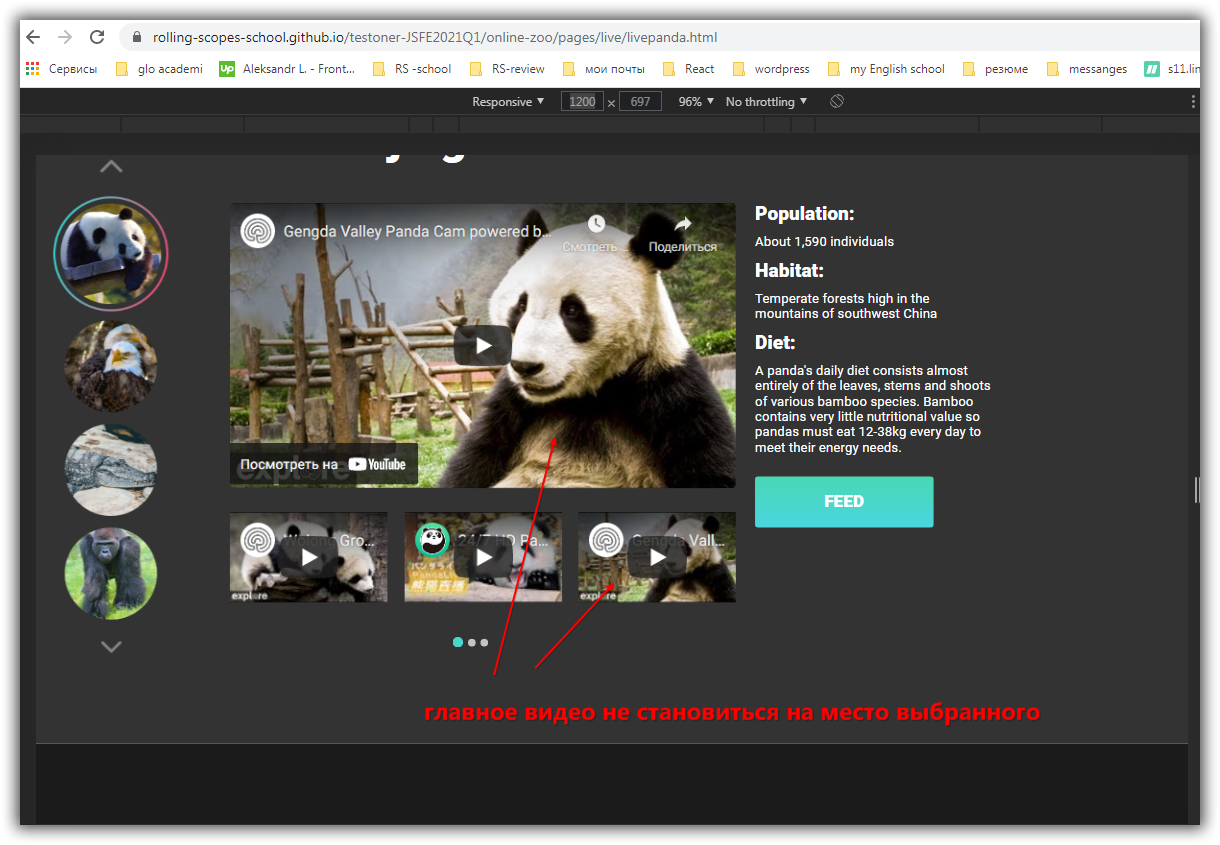 rolling-scopes-school.github.io/testoner-JSFE2021Q1/online-zoo/pages/live/livepanda.html
Сервисы glo academi Up Aleksandr L. - Front... RS -school RS-review мои почты React wordpress my English school резюме messanges s11.lin
Responsive ▼ 1200 × 697 96% ▼ No throttling ▼
Gengda Valley Panda Cam powered b...
Смотреть ...
Поделиться
Посмотреть на YouTube
explore
Population:
About 1,590 individuals
Habitat:
Temperate forests high in the
mountains of southwest China
Diet:
A panda's daily diet consists almost
entirely of the leaves, stems and shoots
of various bamboo species. Bamboo
contains very little nutritional value so
pandas must eat 12-38kg every day to
meet their energy needs.
FEED
Wolong Gro...
explore
24/7 HD Pa...
Gengda Vall...
explore
главное видео не становиться на место выбранного